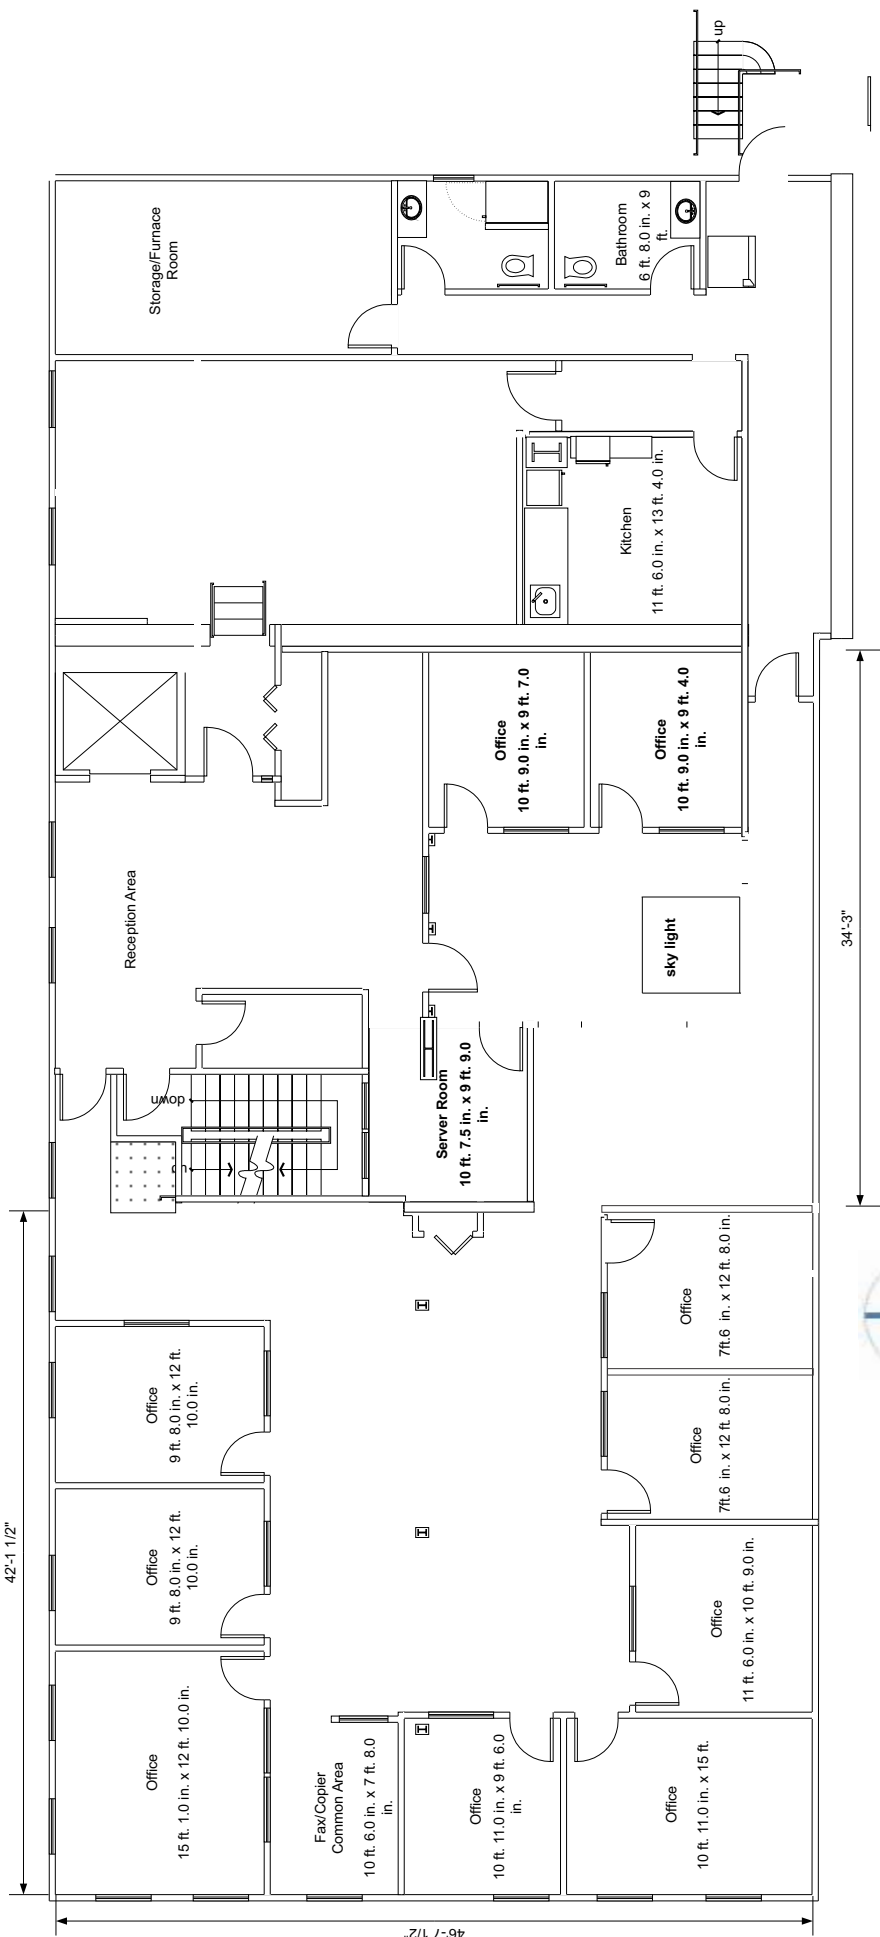 up
Storage/Furnace
Room
Bathroom
6 ft. 8.0 in. x 9
ft.
Kitchen
11 ft. 6.0 in. x 13 ft. 4.0 in.
Office
10 ft. 9.0 in. x 9 ft. 7.0
in.
Office
10 ft. 9.0 in. x 9 ft. 4.0
in.
Reception Area
sky light
34'-3"
down
Server Room
10 ft. 7.5 in. x 9 ft. 9.0
in.
42'-1 1/2"
Office
9 ft. 8.0 in. x 12 ft.
10.0 in.
Office
7ft.6 in. x 12 ft. 8.0 in.
Office
7ft.6 in. x 12 ft. 8.0 in.
Office
9 ft. 8.0 in. x 12 ft.
10.0 in.
Office
11 ft. 6.0 in. x 10 ft. 9.0 in.
Office
15 ft. 1.0 in. x 12 ft. 10.0 in.
Fax/Copier
Common Area
10 ft. 6.0 in. x 7 ft. 8.0
in.
Office
10 ft. 11.0 in. x 9 ft. 6.0
in.
Office
10 ft. 11.0 in. x 15 ft.
46'-7 1/2"